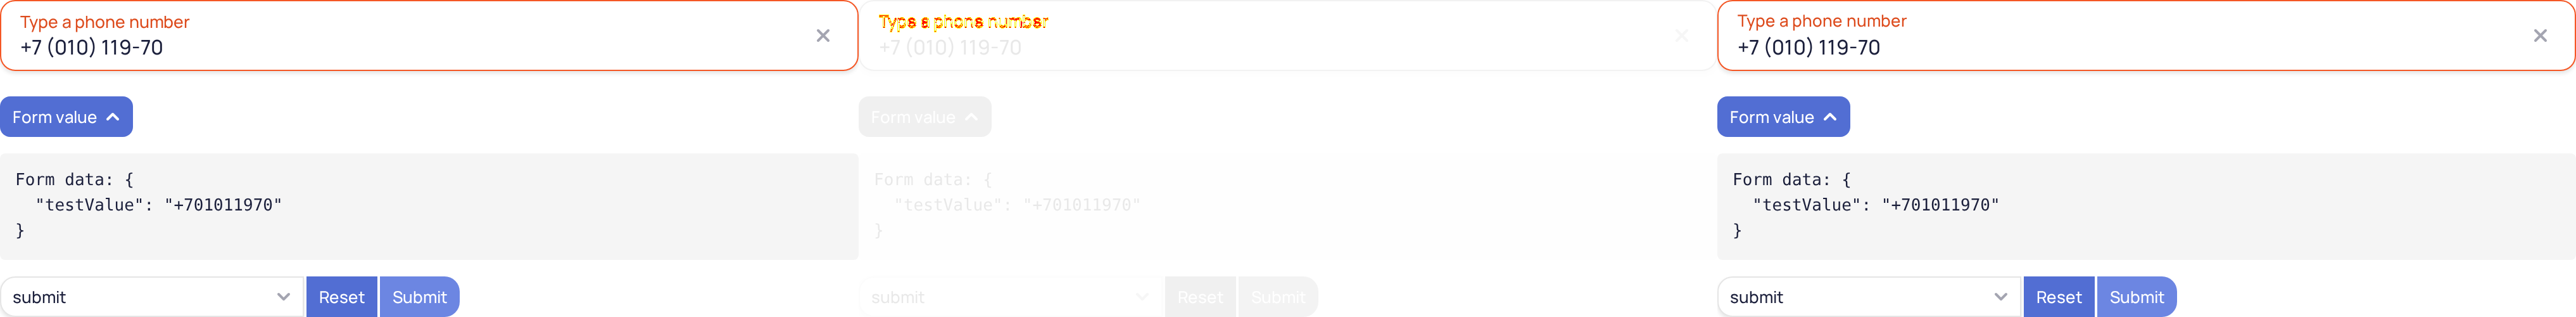 Type a phone number
+7 (010) 119-70
Form value
Form data: {
  "testValue": "+701011970"
}
submit
Reset
Submit
Type a phone number
+7 (010) 119-70
Form value
Form data: {
  "testValue": "+701011970"
}
submit
Reset
Submit
Type a phone number
+7 (010) 119-70
Form value
Form data: {
  "testValue": "+701011970"
}
submit
Reset
Submit